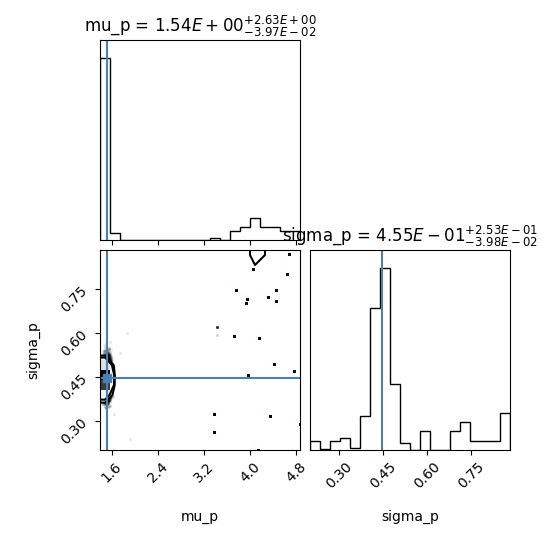 mu_p = 1.54E + 00+2.63E+00−3.97E−02
sigma_p = 4.55E − 01+2.53E−01−3.98E−02
0.75
0.60
0.45
0.30
sigma_p
1.6 2.4 3.2 4.0 4.8
0.30 0.45 0.60 0.75
mu_p
sigma_p